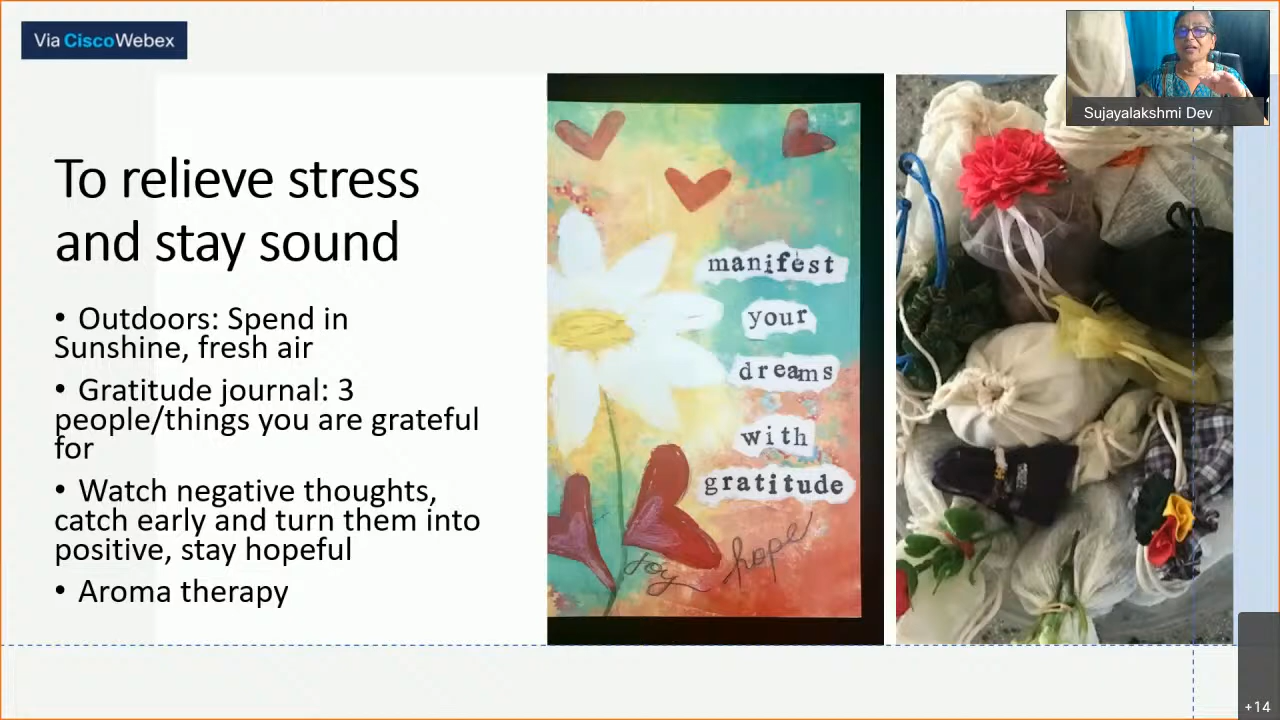 Via CiscoWebex
Sujayalakshmi Dev
To relieve stress
and stay sound
• Outdoors: Spend in
Sunshine, fresh air
• Gratitude journal: 3
people/things you are grateful
for
• Watch negative thoughts,
catch early and turn them into
positive, stay hopeful
• Aroma therapy
manifest
your
dreams
with
gratitude
joy hope
+14